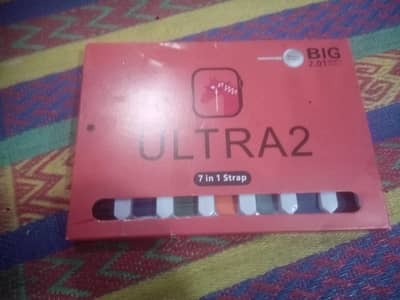 BIG
2.01
ULTRA2
7 in 1 Strap